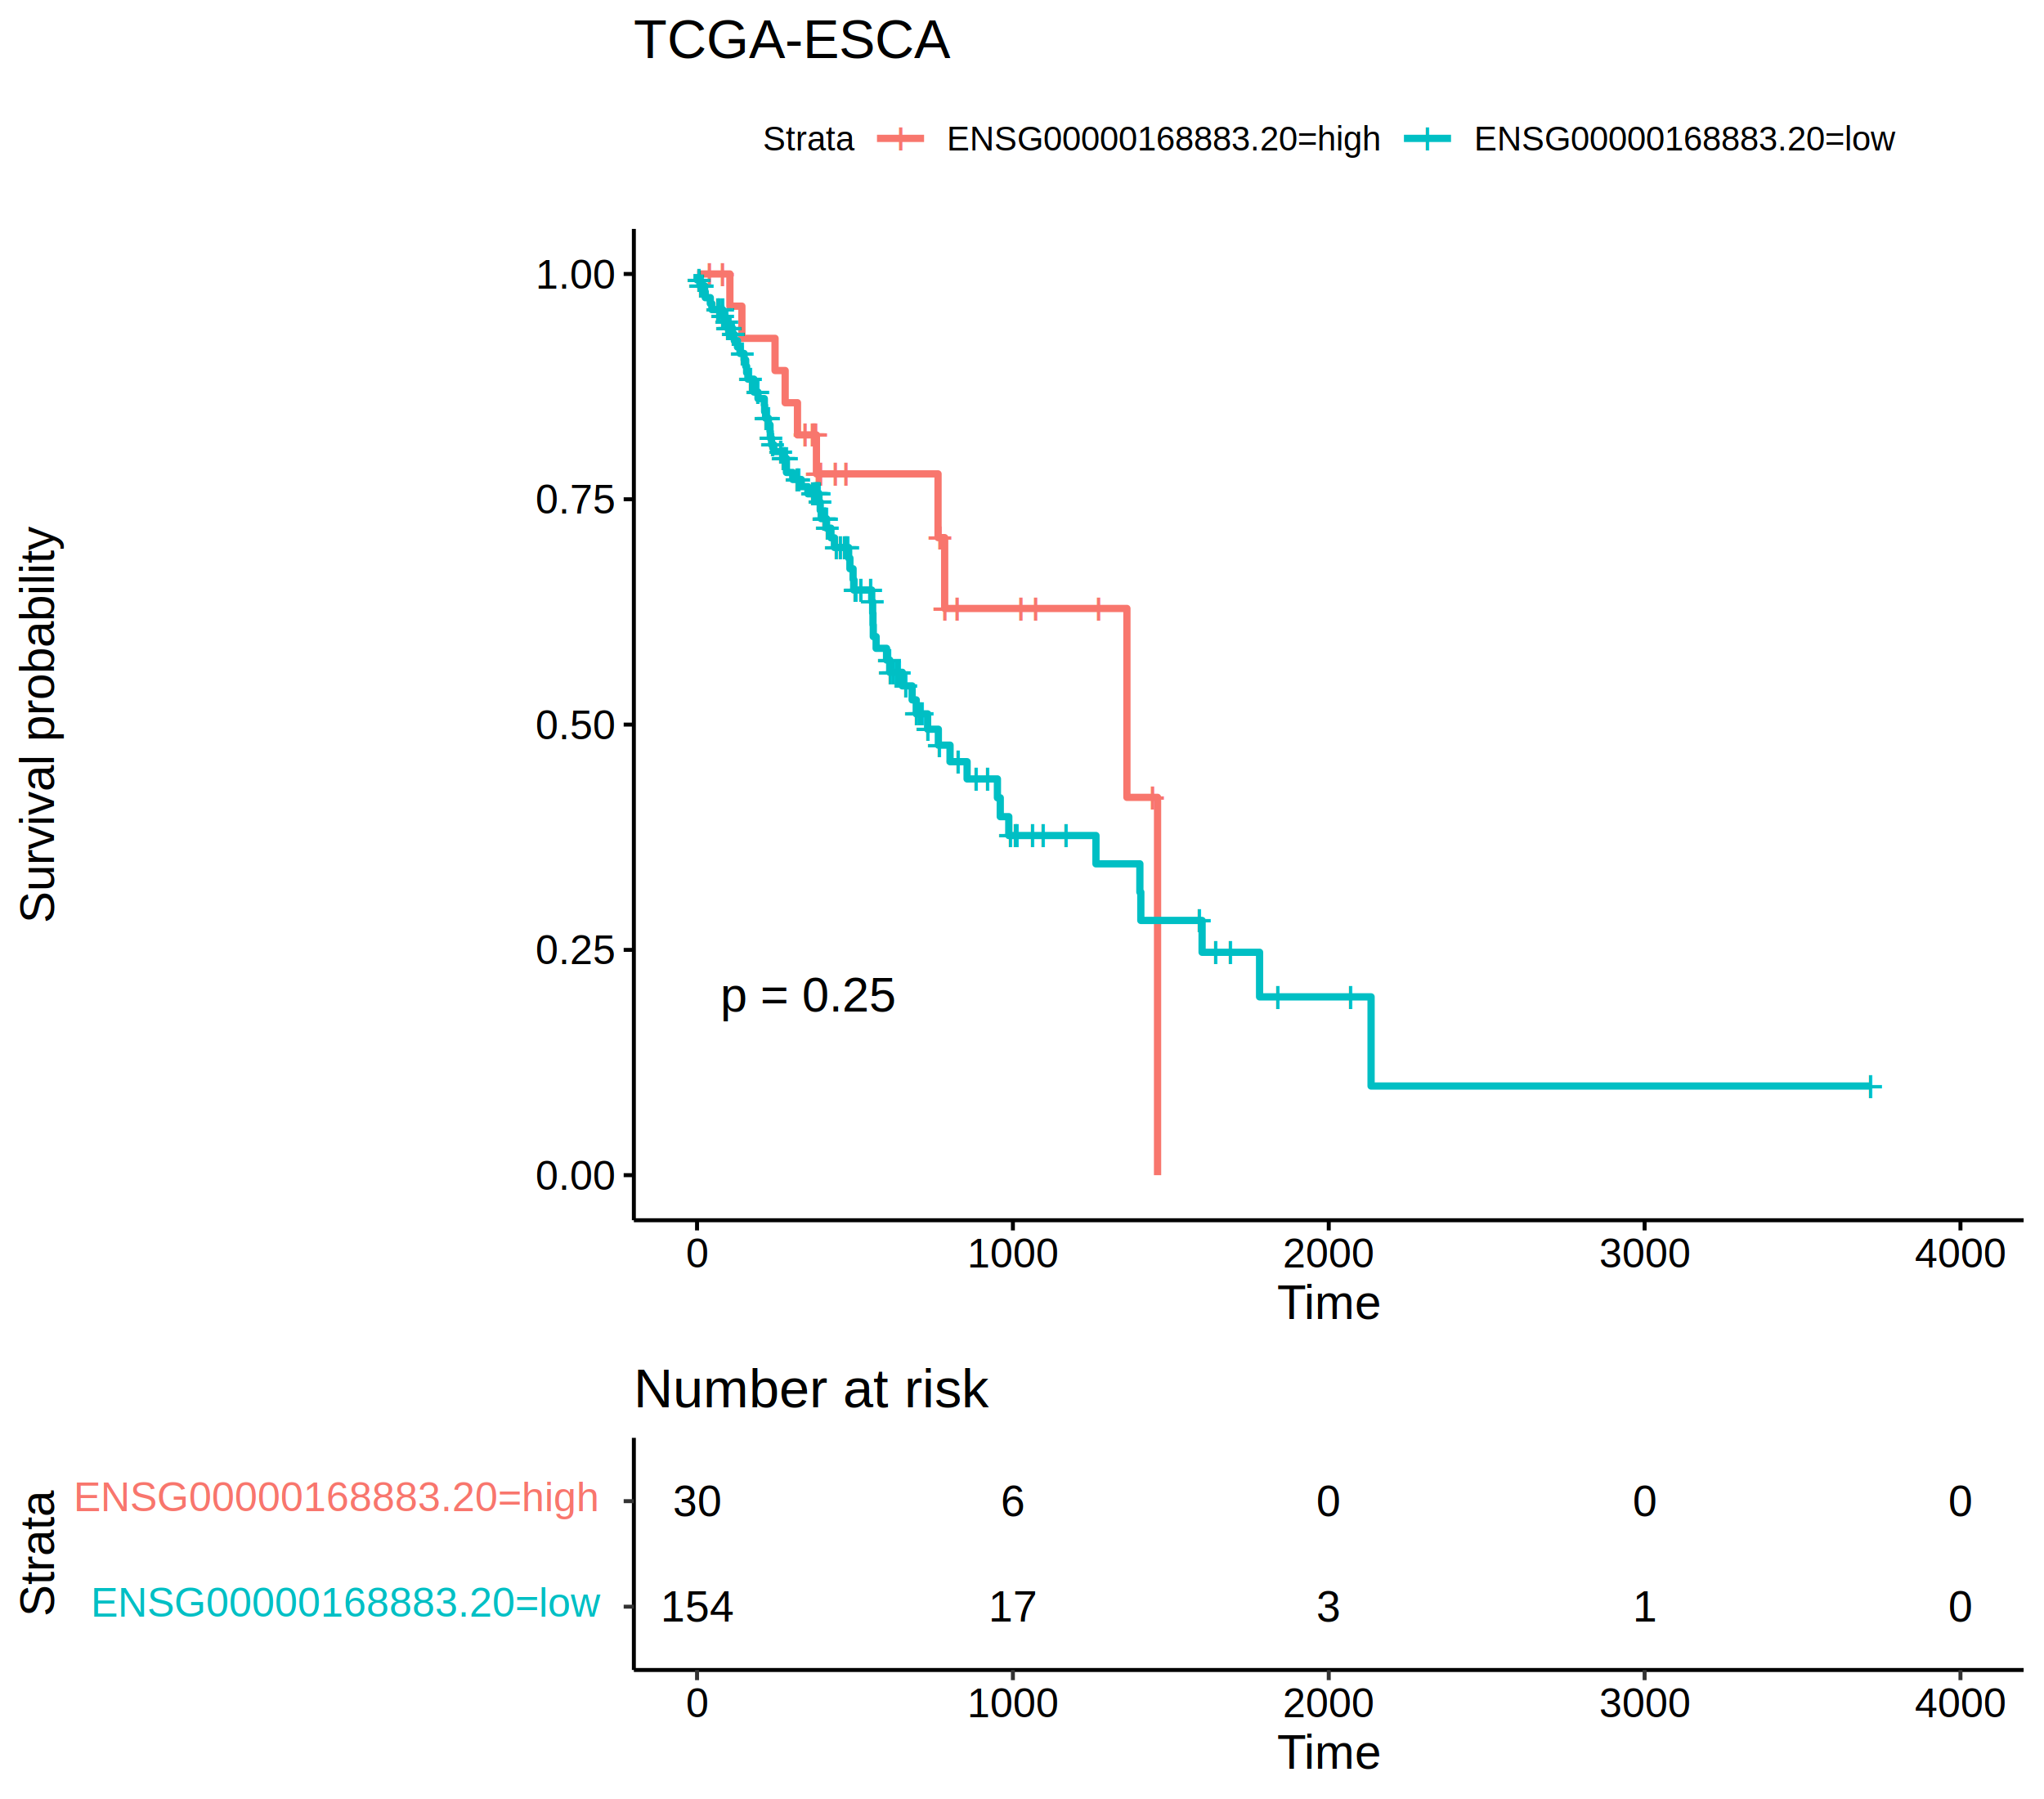 TCGA-ESCA
Strata ENSG00000168883.20=high ENSG00000168883.20=low
Survival probability
1.00
0.75
0.50
0.25
0.00
p = 0.25
0 1000 2000 3000 4000
Time
Number at risk
Strata
ENSG00000168883.20=high 30 6 0 0 0
ENSG00000168883.20=low 154 17 3 1 0
0 1000 2000 3000 4000
Time